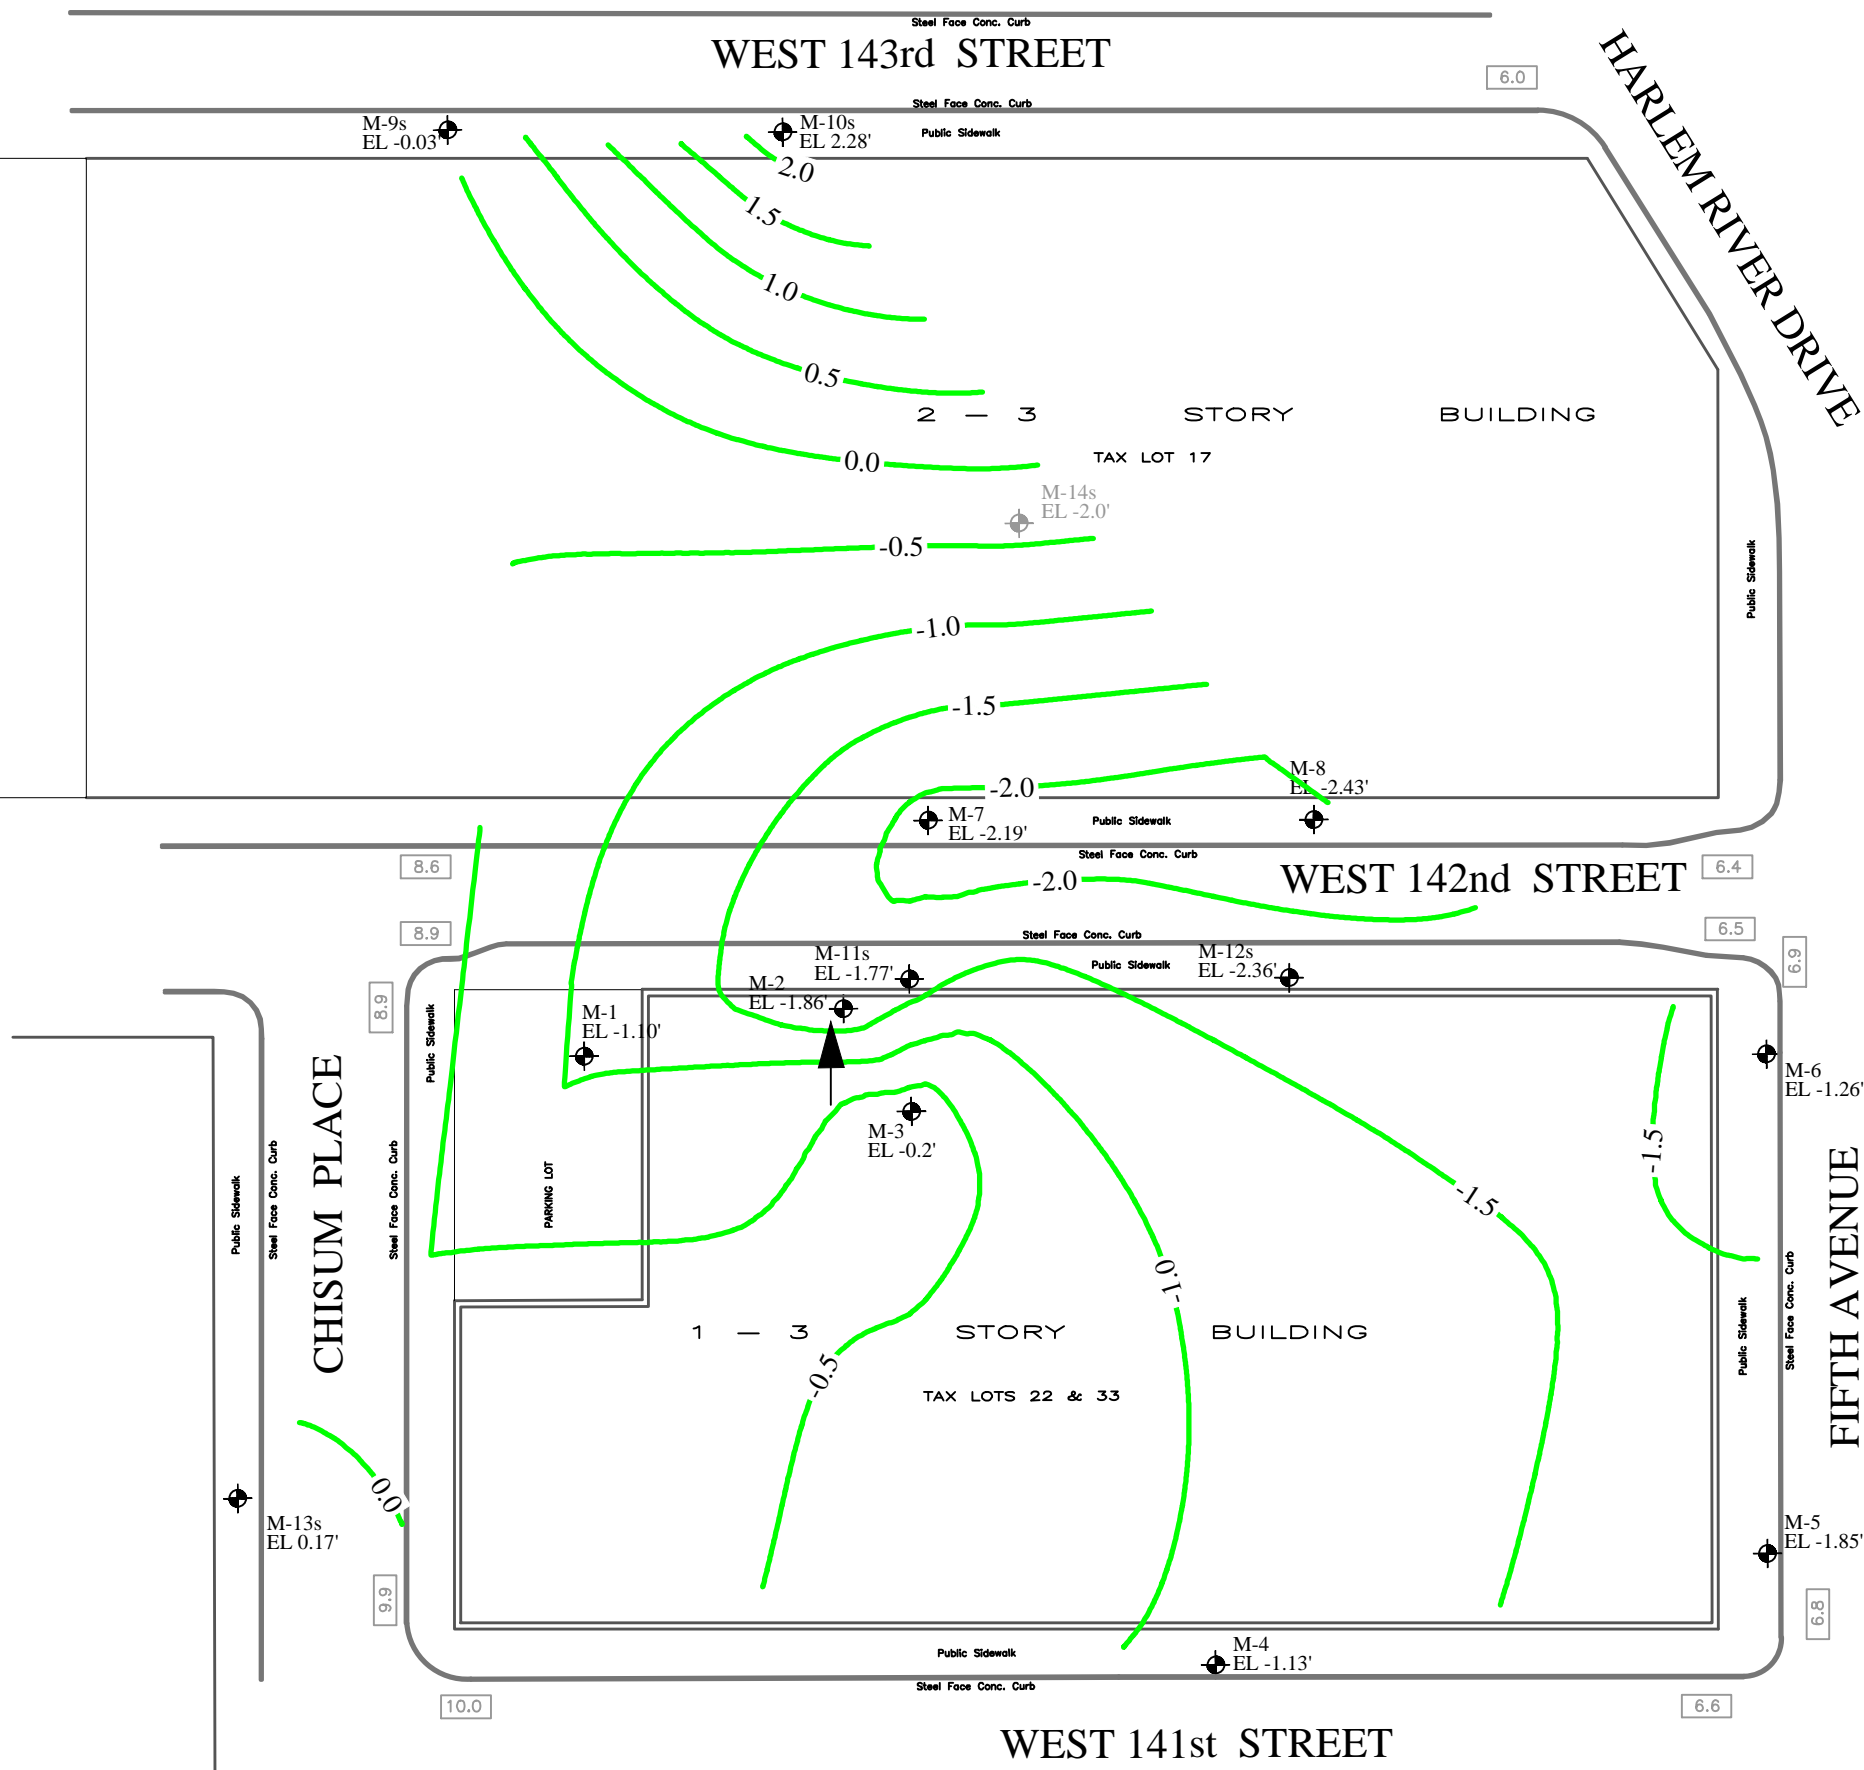 Steel Face Conc. Curb
WEST 143rd STREET
HARLEM RIVER DRIVE
6.0
Steel Face Conc. Curb
M-9s
EL -0.03'
M-10s
EL 2.28'
Public Sidewalk
2.0
1.5
1.0
0.5
2 - 3 STORY BUILDING
TAX LOT 17
0.0
M-14s
EL -2.0'
-0.5
Public Sidewalk
-1.0
-1.5
-2.0
M-8
EL -2.43'
M-7
EL -2.19'
Public Sidewalk
Steel Face Conc. Curb
8.6
-2.0
WEST 142nd STREET
6.4
8.9
6.5
Steel Face Conc. Curb
6.9
M-11s
EL -1.77'
Public Sidewalk
M-12s
EL -2.36'
M-2
EL -1.86'
8.9
Public Sidewalk
M-1
EL -1.10'
M-6
EL -1.26'
M-3
EL -0.2'
-1.5
-1.5
CHISUM PLACE
Public Sidewalk
Steel Face Conc. Curb
Steel Face Conc. Curb
PARKING LOT
-1.0
1 - 3 STORY BUILDING
Public Sidewalk
Steel Face Conc. Curb
FIFTH AVENUE
-0.5
TAX LOTS 22 & 33
0.0
M-13s
EL 0.17'
M-5
EL -1.85'
9.9
6.8
Public Sidewalk
M-4
EL -1.13'
Steel Face Conc. Curb
10.0
6.6
WEST 141st STREET